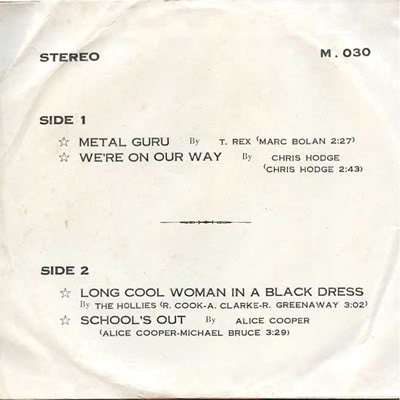 STEREO M. 030
SIDE 1
☆ METAL GURU By T. REX (MARC BOLAN 2:27)
☆ WE'RE ON OUR WAY By CHRIS HODGE
(CHRIS HODGE 2:43)
SIDE 2
☆ LONG COOL WOMAN IN A BLACK DRESS
By THE HOLLIES (R. COOK-A. CLARKE-R. GREENAWAY 3:02)
☆ SCHOOL'S OUT By ALICE COOPER
(ALICE COOPER-MICHAEL BRUCE 3:29)